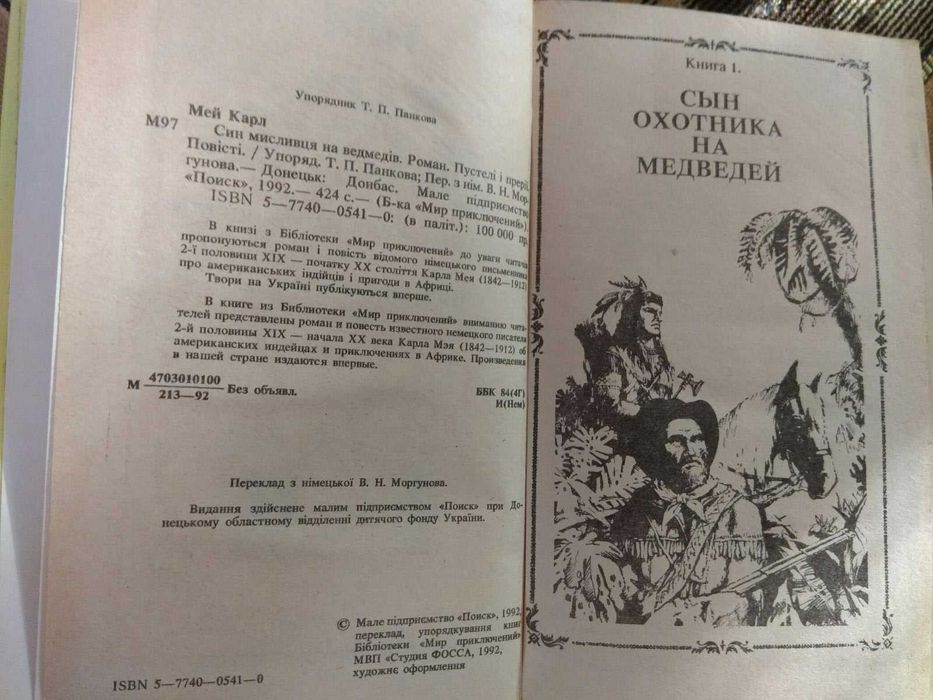 Упорядник Т. П. Панкова
Мей Карл
М97 Син мисливця на ведмедів. Роман. Пустелі і прерії.
Повісті. / Упоряд. Т. П. Панкова; Пер. з нім. В. Н. Мор-
гунова.— Донецьк: Донбас. Мале підприємство
«Поиск», 1992.— 424 с.— (Б-ка «Мир приключений»).
ISBN 5—7740—0541—0: (в паліт.): 100 000 пр.
В книзі з Бібліотеки «Мир приключений» до уваги читачів
пропонуються роман і повість відомого німецького письменника
2-ї половини XIX — початку XX століття Карла Мея (1842—1912)
про американських індійців і пригоди в Африці.
Твори на Україні публікуються вперше.
В книге из Библиотеки «Мир приключений» вниманию чита-
телей представлены роман и повесть известного немецкого писателя
2-й половины XIX — начала XX века Карла Мэя (1842—1912) об
американских индейцах и приключениях в Африке. Произведения
в нашей стране издаются впервые.
М 4703010100 Без объявл. ББК 84(4Г)
213—92 И(Нем)
Переклад з німецької В. Н. Моргунова.
Видання здійснене малим підприємством «Поиск» при До-
нецькому областному відділенні дитячого фонду України.
© Мале підприємство «Поиск», 1992,
переклад, упорядкування книг
Бібліотеки «Мир приключений»
МВП «Студия ФОССА, 1992,
художнє оформлення
ISBN 5—7740—0541—0
Книга 1.
СЫН
ОХОТНИКА
НА
МЕДВЕДЕЙ